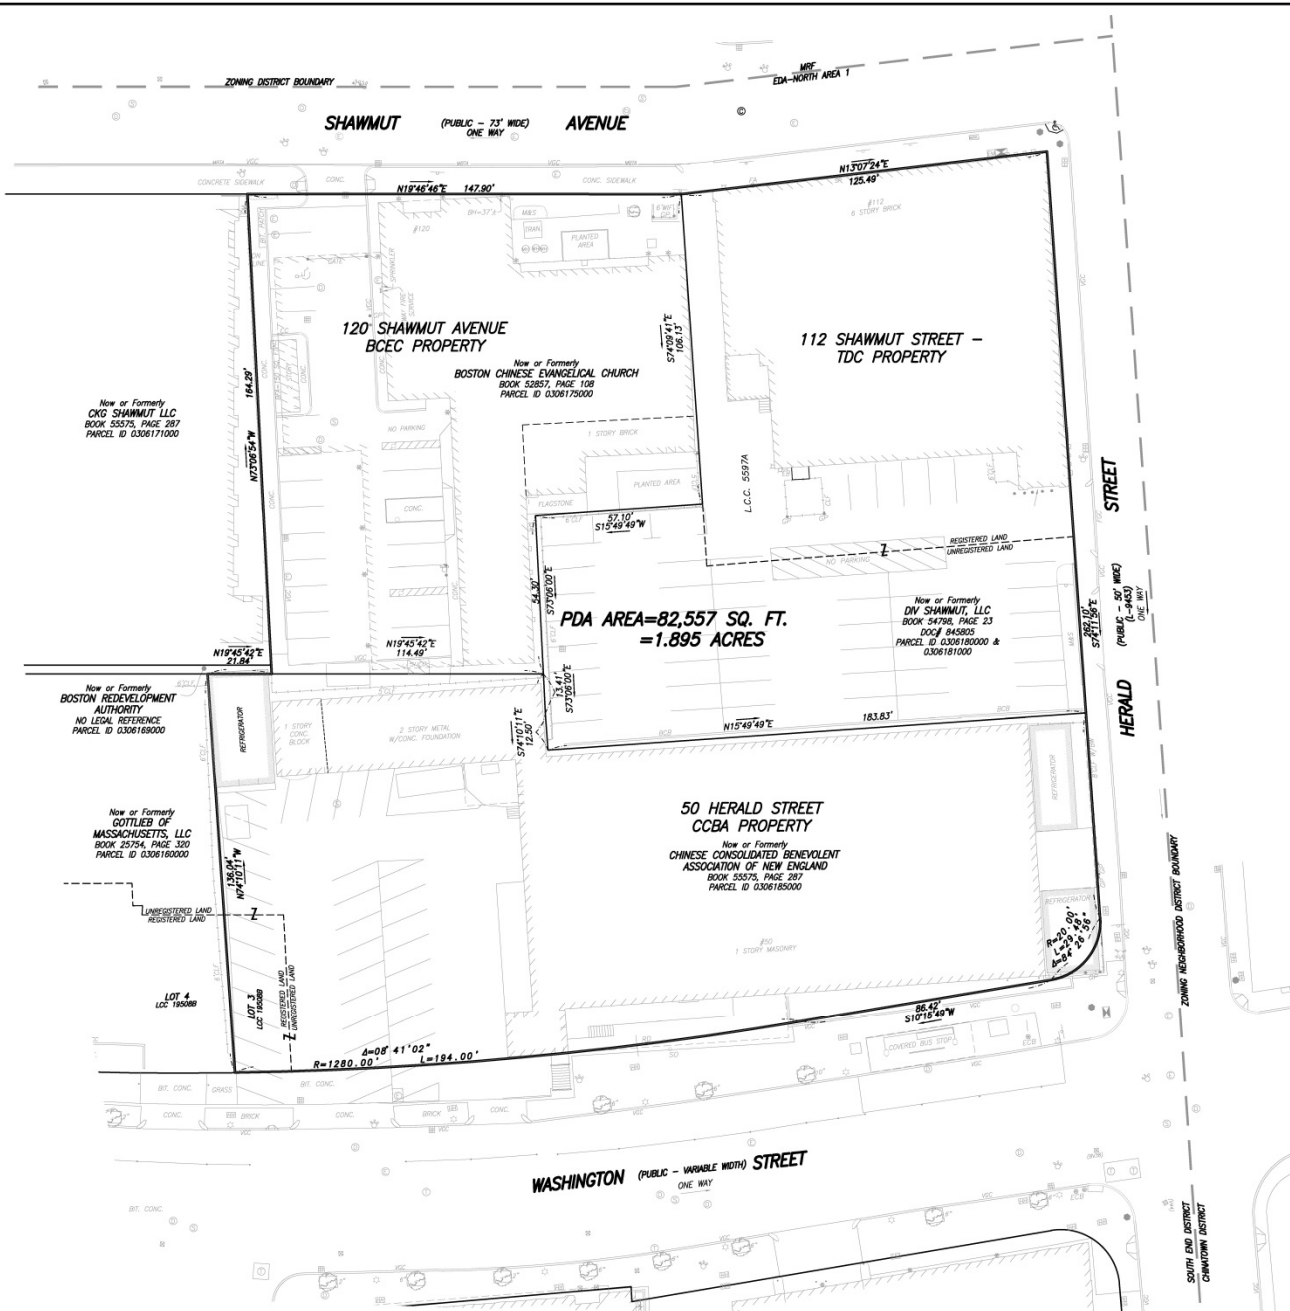 ZONING DISTRICT BOUNDARY
MRF
EDA-NORTH AREA 1
SHAWMUT (PUBLIC - 73' WIDE) AVENUE
ONE WAY
CONCRETE SIDEWALK
CONC.
CONC. SIDEWALK
N19°46'46"E 147.90'
N13°07'24"E
125.49'
#112
6 STORY BRICK
#120
BH=37'±
PLANTED
AREA
GATE
SPRINKLER
120 SHAWMUT AVENUE
BCEC PROPERTY
Now or Formerly
BOSTON CHINESE EVANGELICAL CHURCH
BOOK 52857, PAGE 108
PARCEL ID 0306175000
S74°09'41"E
106.13'
112 SHAWMUT STREET -
TDC PROPERTY
164.29'
N73°06'54"W
Now or Formerly
CKG SHAWMUT LLC
BOOK 55575, PAGE 287
PARCEL ID 0306171000
NO PARKING
1 STORY BRICK
PLANTED AREA
FLAGSTONE
CONC.
L.C.C. 5597A
57.10'
S15°49'49"W
REGISTERED LAND
UNREGISTERED LAND
NO PARKING
54.30'
S73°06'00"E
PDA AREA=82,557 SQ. FT.
=1.895 ACRES
Now or Formerly
DIV SHAWMUT, LLC
BOOK 54798, PAGE 23
DOC# 845805
PARCEL ID 0306180000 &
0306181000
262.10'
S74°11'56"E
HERALD (PUBLIC - 50' WIDE) STREET
(L-9453)
ONE WAY
N19°45'42"E
21.84'
N19°45'42"E
114.49'
13.41'
S73°06'00"E
S74°10'11"E
12.50'
N15°49'49"E
183.83'
BCB
BCB
Now or Formerly
BOSTON REDEVELOPMENT
AUTHORITY
NO LEGAL REFERENCE
PARCEL ID 0306169000
REFRIGERATOR
1 STORY
CONC.
BLOCK
2 STORY METAL
W/CONC. FOUNDATION
REFRIGERATOR
50 HERALD STREET
CCBA PROPERTY
Now or Formerly
CHINESE CONSOLIDATED BENEVOLENT
ASSOCIATION OF NEW ENGLAND
BOOK 55575, PAGE 287
PARCEL ID 0306185000
Now or Formerly
GOTTLIEB OF
MASSACHUSETTS, LLC
BOOK 25754, PAGE 320
PARCEL ID 0306160000
136.04'
N74°10'11"W
UNREGISTERED LAND
REGISTERED LAND
REFRIGERATOR
R=20.00'
L=29.48'
Δ=84°26'56"
#50
1 STORY MASONRY
ZONING NEIGHBORHOOD DISTRICT BOUNDARY
LOT 4
LCC 19508B
LOT 3
LCC 19508B
REGISTERED LAND
UNREGISTERED LAND
86.42'
S10°15'49"W
COVERED BUS STOP
ECB
Δ=08°41'02"
R=1280.00' L=194.00'
BIT. CONC.
GRASS
BIT. CONC.
CONC.
BRICK
CONC.
BRICK
CONC.
WASHINGTON (PUBLIC - VARIABLE WIDTH) STREET
ONE WAY
BIT. CONC.
SOUTH END DISTRICT
CHINATOWN DISTRICT